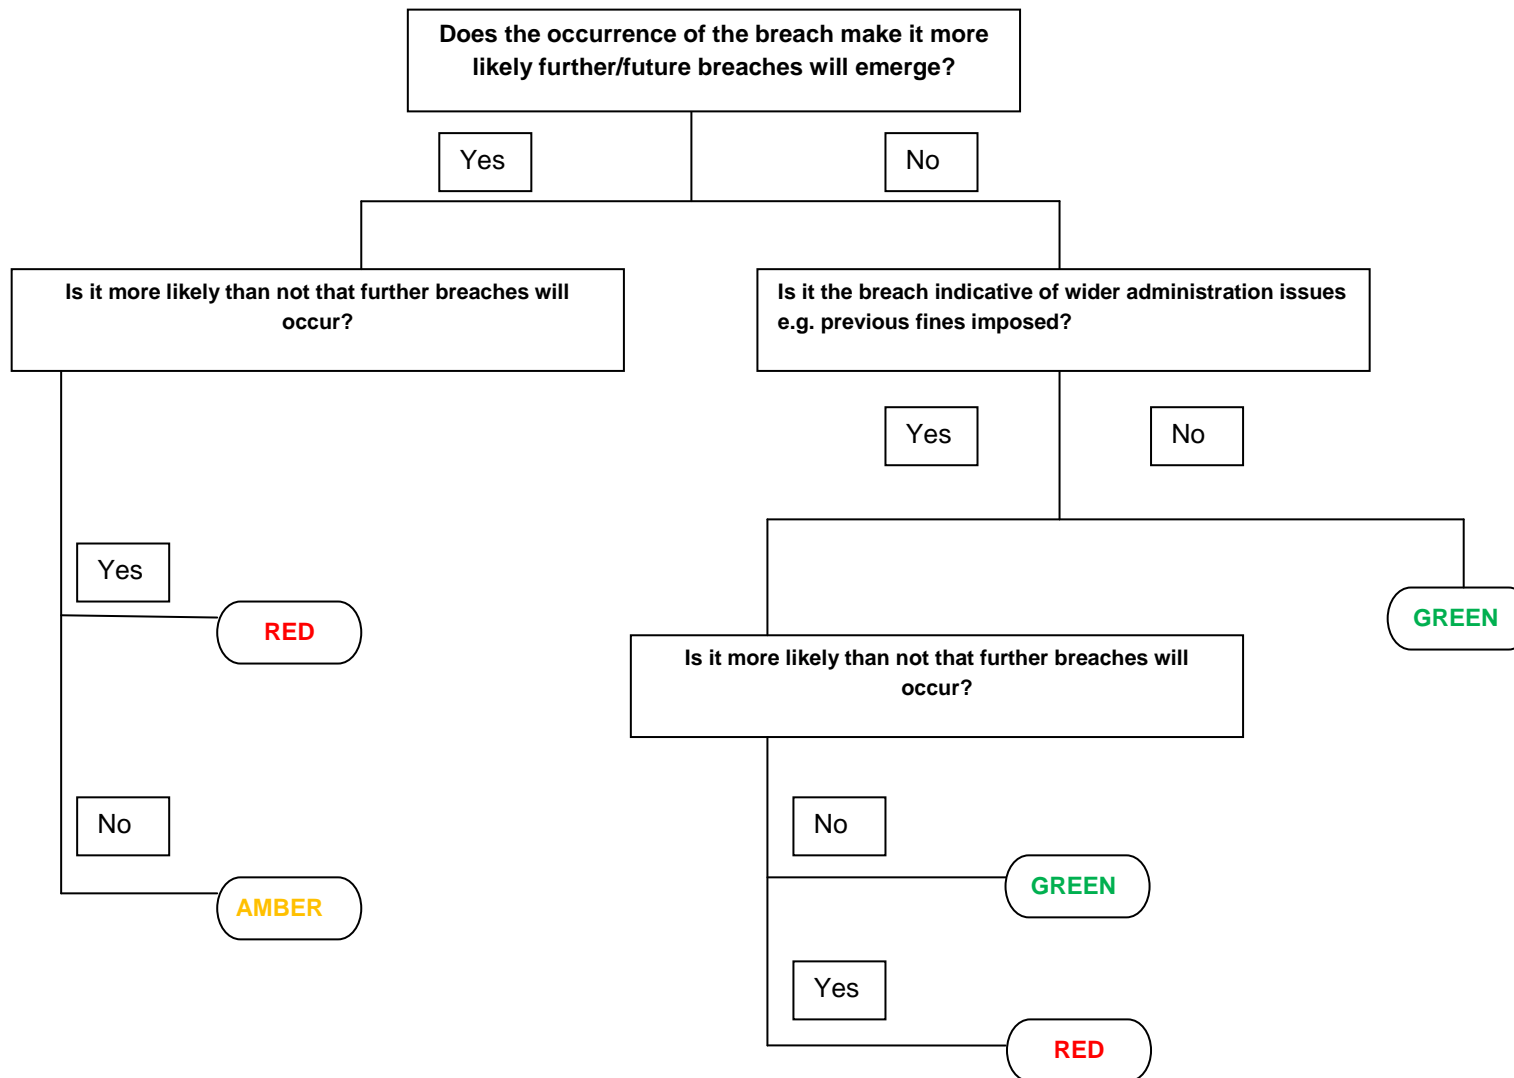 Does the occurrence of the breach make it more
likely further/future breaches will emerge?
Yes
No
Is it more likely than not that further breaches will
occur?
Is it the breach indicative of wider administration issues
e.g. previous fines imposed?
Yes
No
Yes
RED
GREEN
Is it more likely than not that further breaches will
occur?
No
AMBER
No
GREEN
Yes
RED